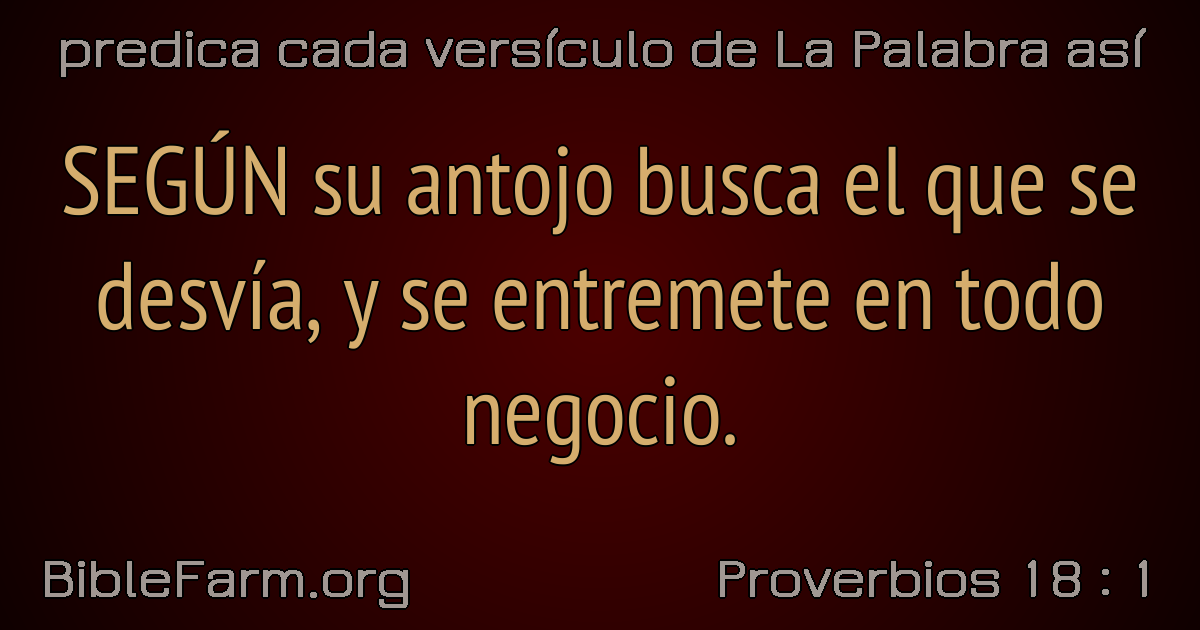 predica cada versículo de La Palabra así
SEGÚN su antojo busca el que se
desvía, y se entremete en todo
negocio.
BibleFarm.org
Proverbios 18 : 1